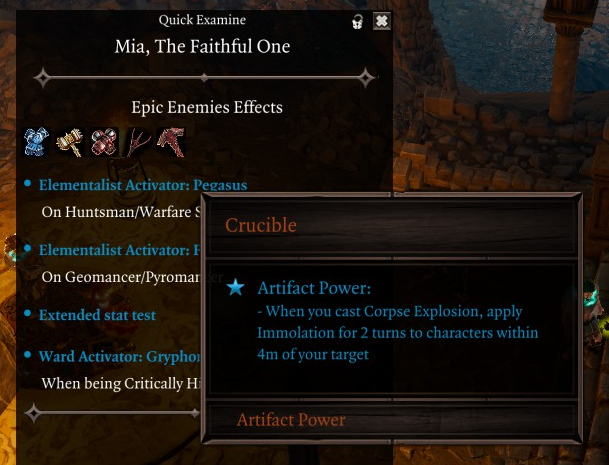 Quick Examine
Mia, The Faithful One
Epic Enemies Effects
Elementalist Activator: Pegasus
On Huntsman/Warfare S
Elementalist Activator:
On Geomancer/Pyromancer
Extended stat test
Ward Activator: Gryphon
When being Critically Hi
Crucible
Artifact Power:
- When you cast Corpse Explosion, apply
Immolation for 2 turns to characters within
4m of your target
Artifact Power